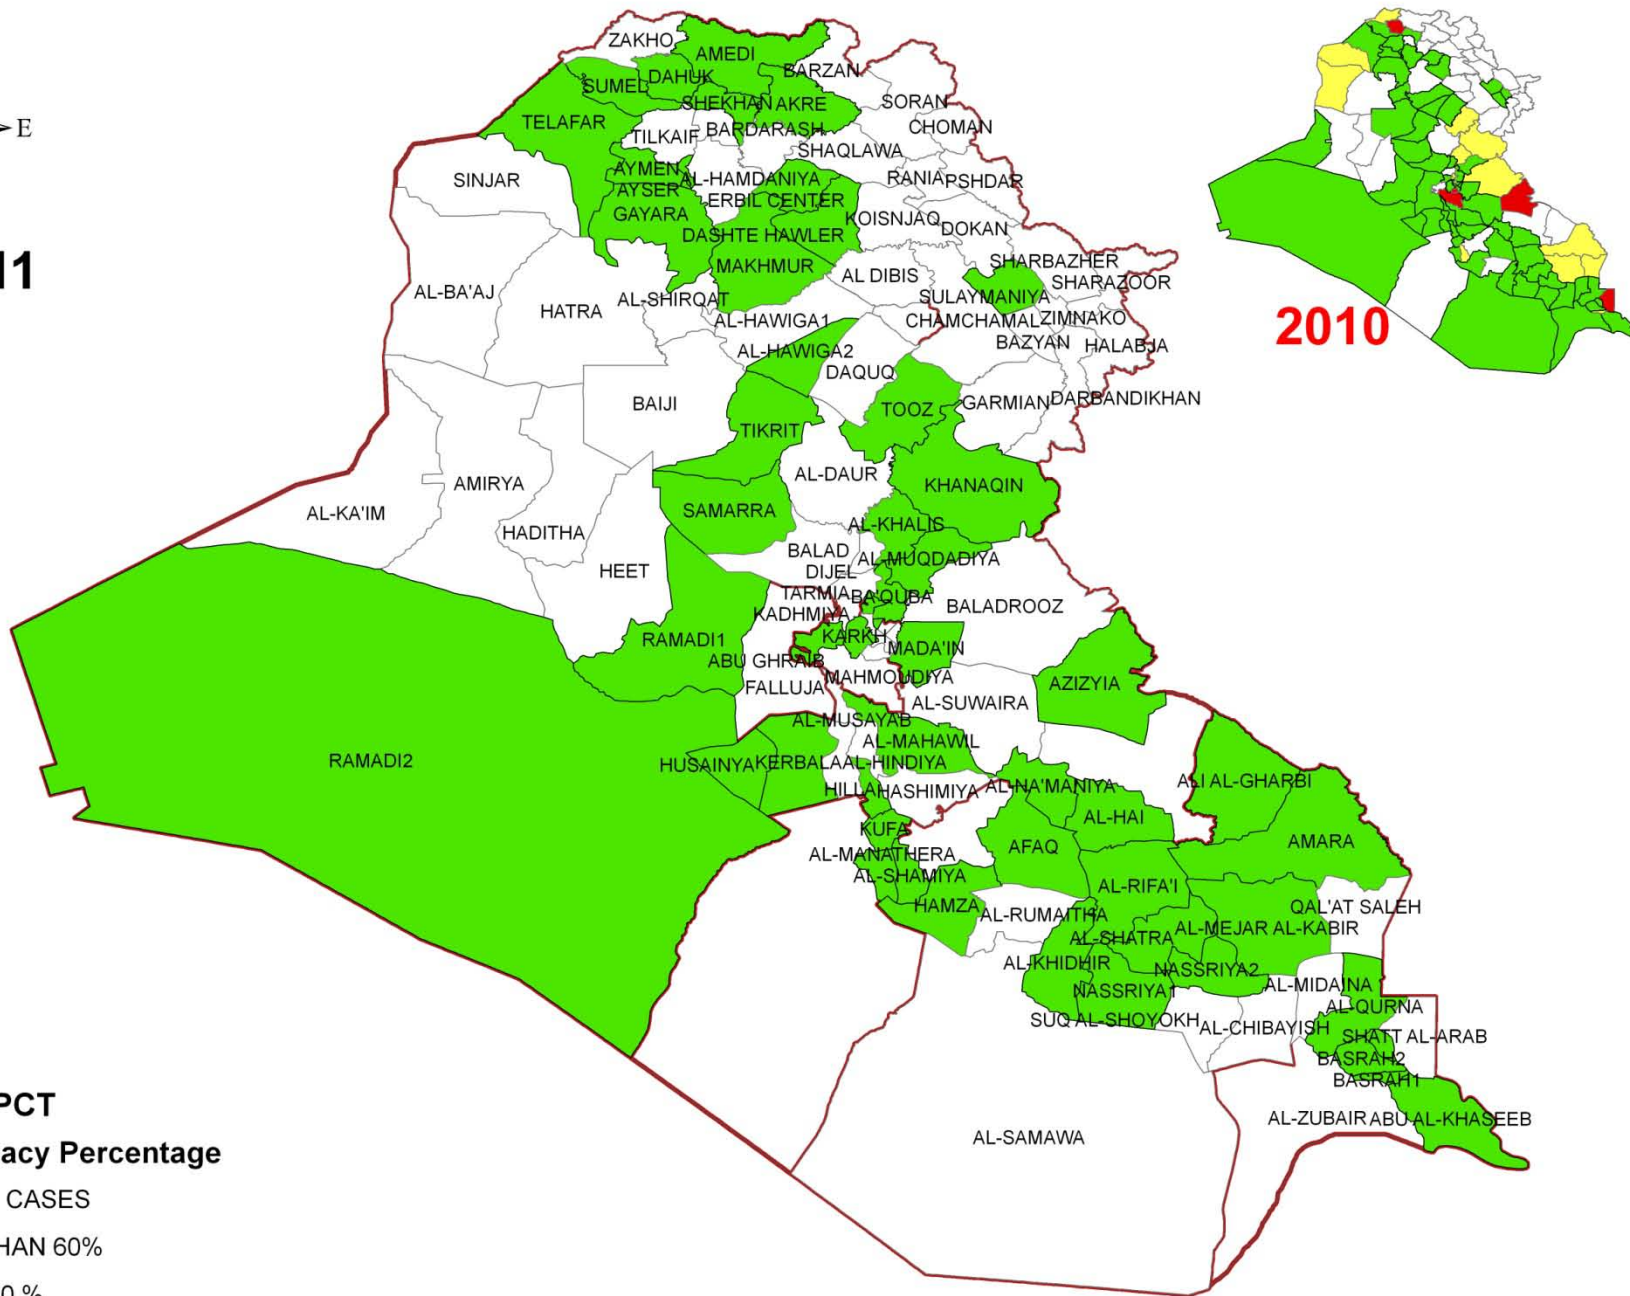 E
ZAKHO
AMEDI
BARZAN
DAHUK
SUMEL
SHEKHAN
AKRE
SORAN
TELAFAR
TILKAIF
BARDARASH
CHOMAN
SHAQLAWA
SINJAR
AYMEN
AL-HAMDANIYA
RANIA
PSHDAR
AYSER
ERBIL CENTER
GAYARA
KOISNJAQ
DOKAN
DASHTE HAWLER
11
MAKHMUR
AL DIBIS
SHARBAZHER
SHARAZOOR
AL-BA'AJ
HATRA
AL-SHIRQAT
SULAYMANIYA
2010
AL-HAWIGA1
CHAMCHAMAL
ZIMNAKO
BAZYAN
HALABJA
AL-HAWIGA2
DAQUQ
BAIJI
TOOZ
GARMIAN
DARBANDIKHAN
TIKRIT
AL-DAUR
AMIRYA
KHANAQIN
AL-KA'IM
SAMARRA
HADITHA
AL-KHALIS
BALAD
AL-MUQDADIYA
HEET
DIJEL
TARMIA
BA'QUBA
BALADROOZ
KADHMIYA
RAMADI1
KARKH
MADA'IN
ABU GHRAIB
MAHMOUDIYA
AZIZYIA
FALLUJA
AL-SUWAIRA
AL-MUSAYAB
AL-MAHAWIL
RAMADI2
HUSAINYA
KERBALA
AL-HINDIYA
HILLA
HASHIMIYA
AL-NA'MANIYA
ALI AL-GHARBI
KUFA
AL-HAI
AFAQ
AMARA
AL-MANATHERA
AL-SHAMIYA
AL-RIFA'I
HAMZA
AL-RUMAITHA
QAL'AT SALEH
AL-MEJAR AL-KABIR
AL-SHATRA
AL-KHIDHIR
NASSRIYA2
NASSRIYA1
AL-MIDAINA
AL-QURNA
SUQ AL-SHOYOKH
AL-CHIBAYISH
SHATT AL-ARAB
BASRAH2
BASRAH1
AL-ZUBAIR
ABU AL-KHASEEB
AL-SAMAWA
PCT
acy Percentage
CASES
HAN 60%
0 %